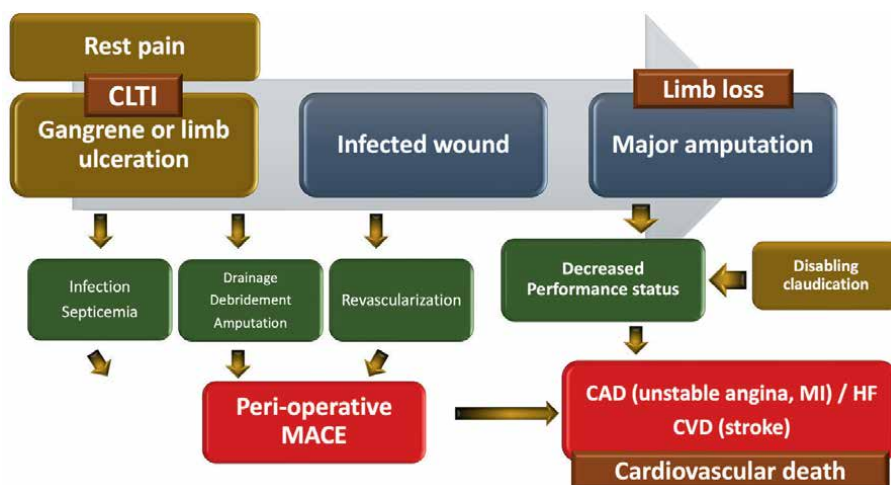 Rest pain
CLTI
Gangrene or limb
ulceration
Infected wound
Limb loss
Major amputation
Infection
Septicemia
Drainage
Debridement
Amputation
Revascularization
Decreased
Performance status
Disabling
claudication
Peri-operative
MACE
CAD (unstable angina, MI) / HF
CVD (stroke)
Cardiovascular death